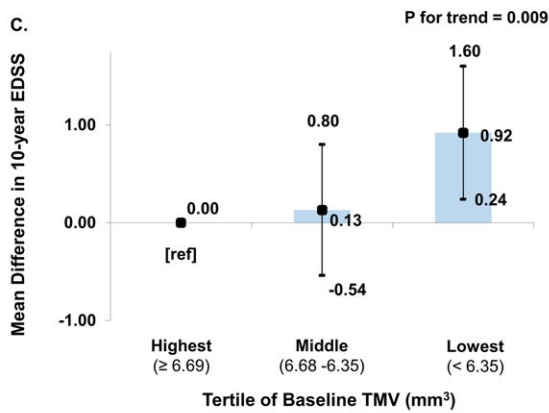 C.
P for trend = 0.009
Mean Difference in 10-year EDSS
1.00
0.00
-1.00
0.00
[ref]
0.80
0.13
-0.54
1.60
0.92
0.24
Highest
(≥ 6.69)
Middle
(6.68 -6.35)
Lowest
(< 6.35)
Tertile of Baseline TMV (mm³)